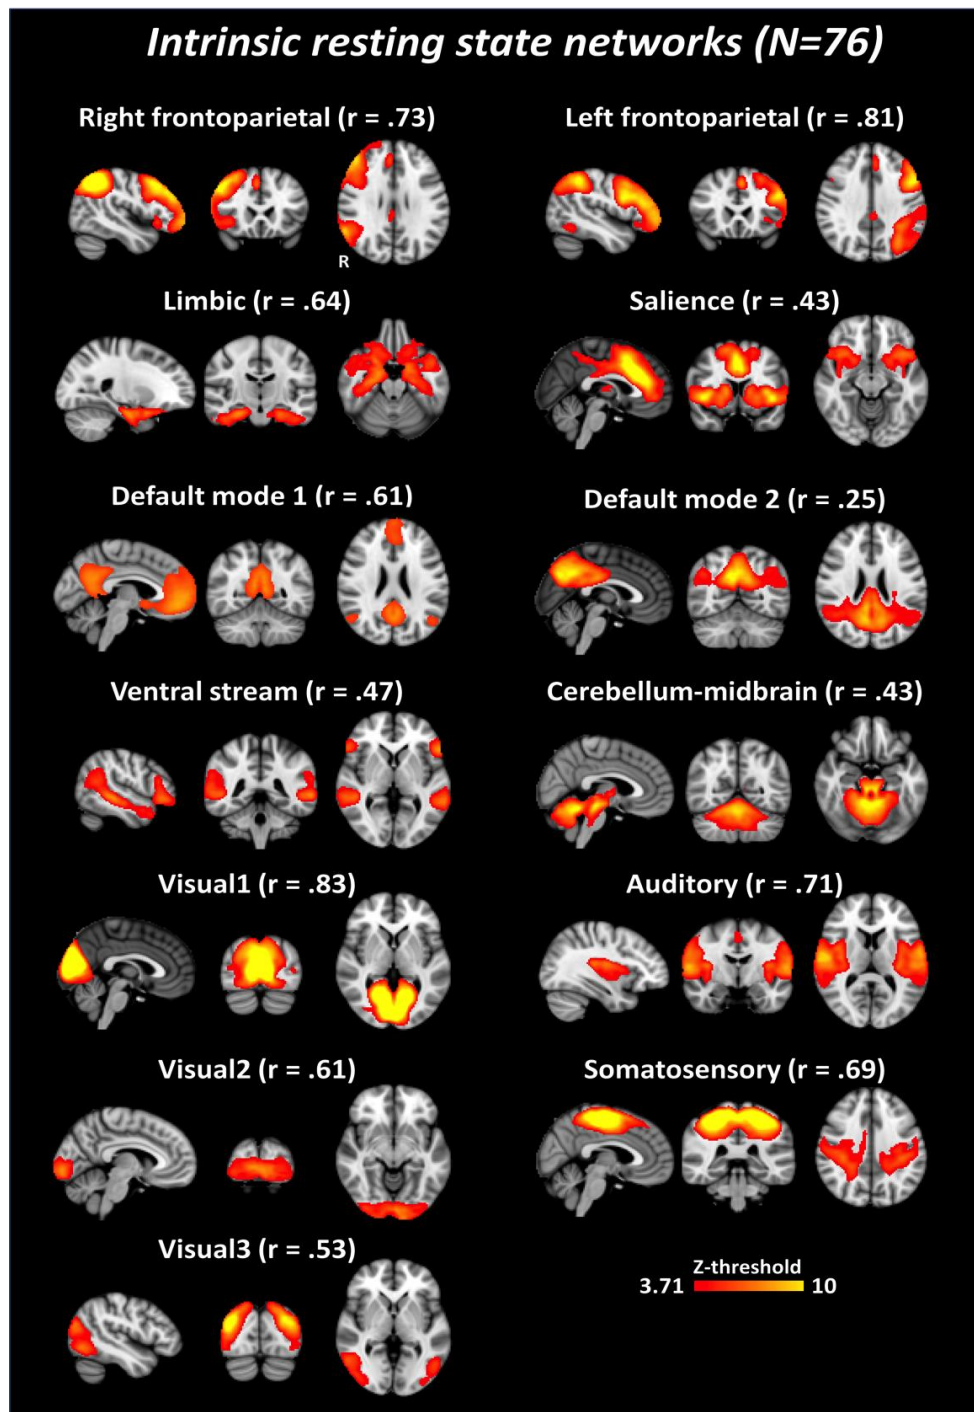 Intrinsic resting state networks (N=76)
Right frontoparietal (r = .73)
Left frontoparietal (r = .81)
R
Limbic (r = .64)
Salience (r = .43)
Default mode 1 (r = .61)
Default mode 2 (r = .25)
Ventral stream (r = .47)
Cerebellum-midbrain (r = .43)
Visual1 (r = .83)
Auditory (r = .71)
Visual2 (r = .61)
Somatosensory (r = .69)
Visual3 (r = .53)
Z-threshold
3.71 10